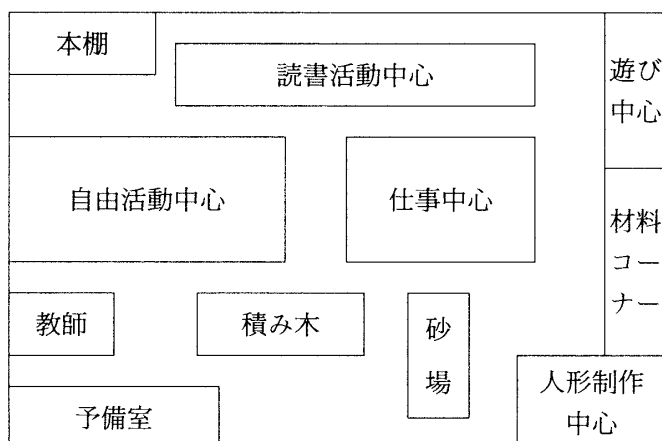 本棚
読書活動中心
遊び
中心
自由活動中心
仕事中心
材料
コー
ナー
教師
積み木
砂
場
予備室
人形制作
中心